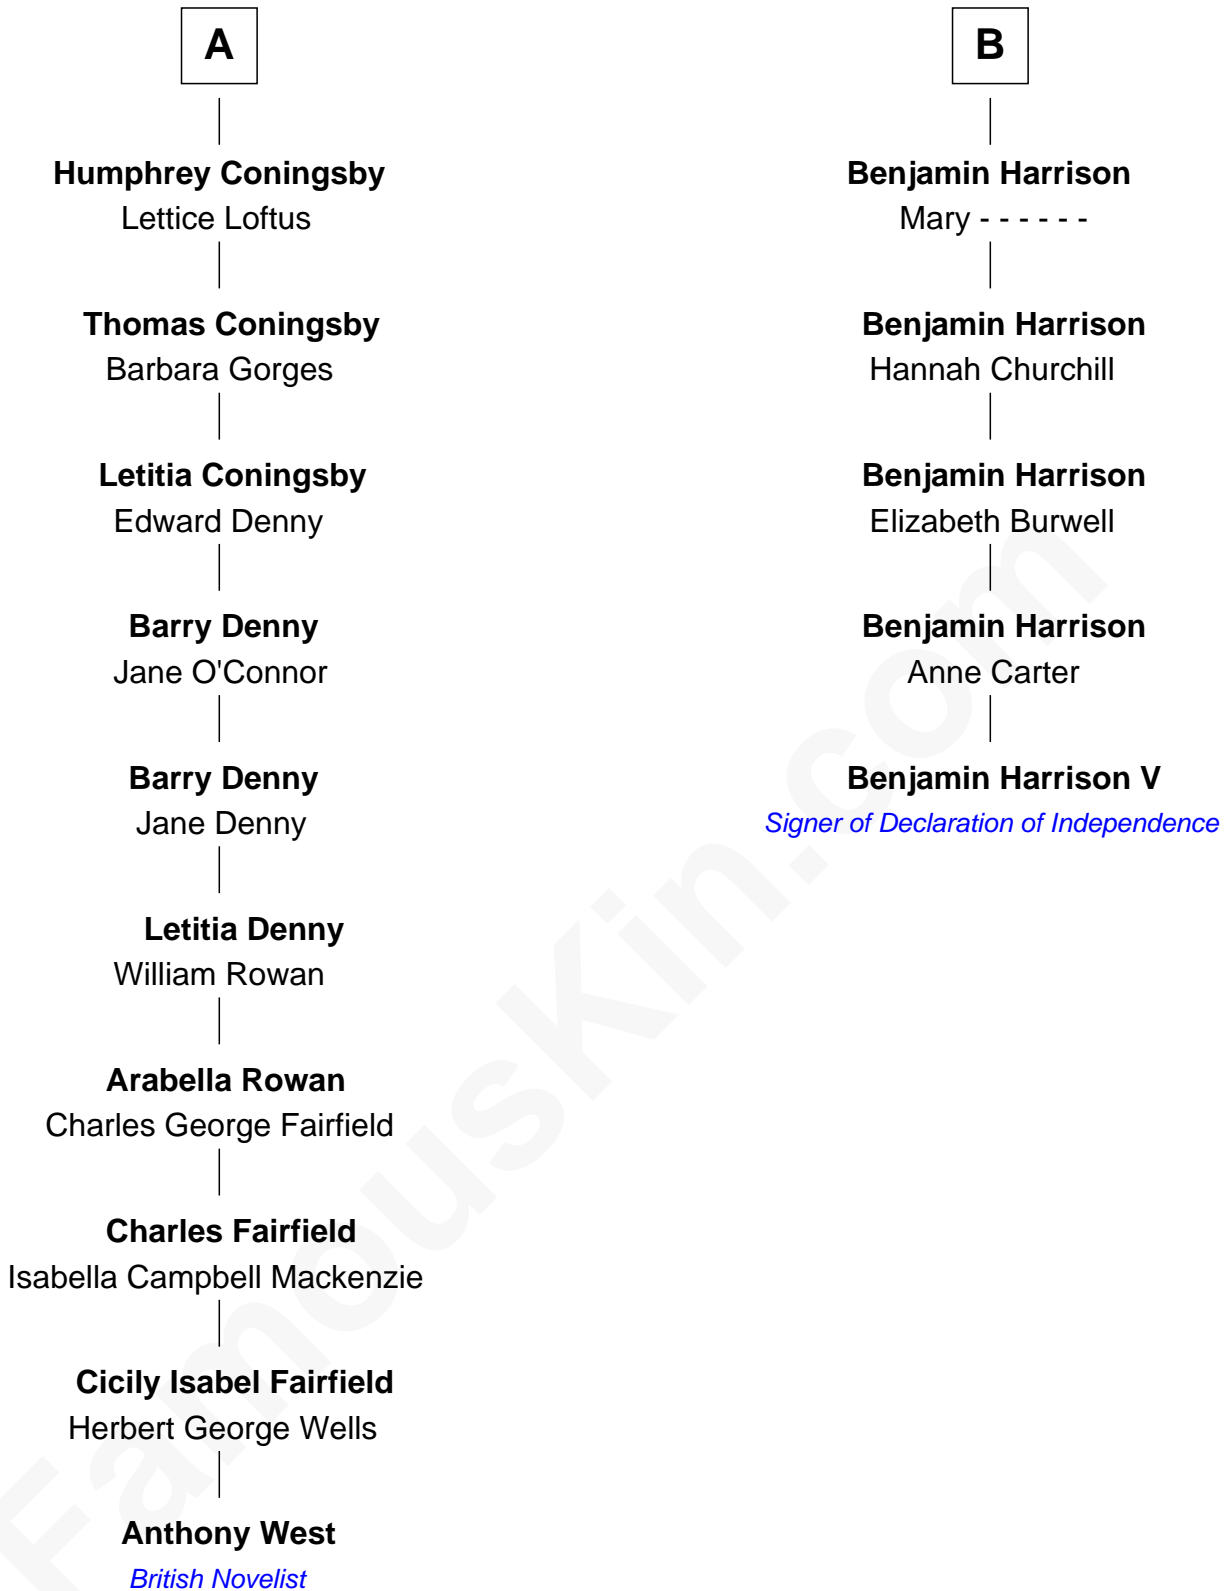 A
Humphrey Coningsby
Lettice Loftus
Thomas Coningsby
Barbara Gorges
Letitia Coningsby
Edward Denny
Barry Denny
Jane O'Connor
Barry Denny
Jane Denny
Letitia Denny
William Rowan
Arabella Rowan
Charles George Fairfield
Charles Fairfield
Isabella Campbell Mackenzie
Cicily Isabel Fairfield
Herbert George Wells
Anthony West
British Novelist
B
Benjamin Harrison
Mary - - - - - -
Benjamin Harrison
Hannah Churchill
Benjamin Harrison
Elizabeth Burwell
Benjamin Harrison
Anne Carter
Benjamin Harrison V
Signer of Declaration of Independence
FamousKin.com